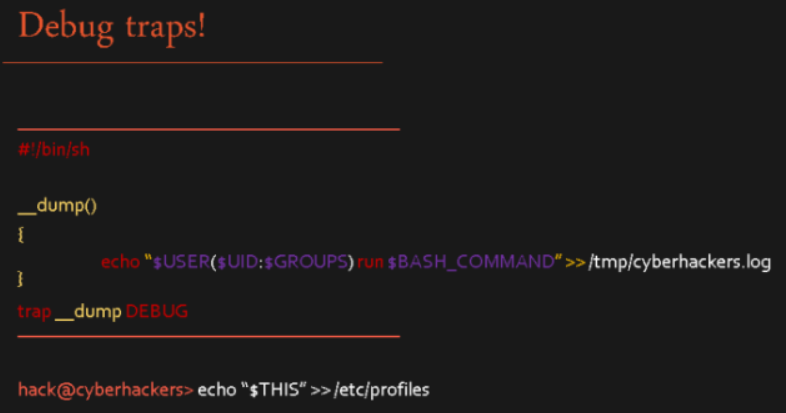 Debug traps!
#!/bin/sh
__dump()
{
echo “$USER($UID:$GROUPS) run $BASH_COMMAND” >> /tmp/cyberhackers.log
}
trap __dump DEBUG
hack@cyberhackers> echo “$THIS” >> /etc/profiles